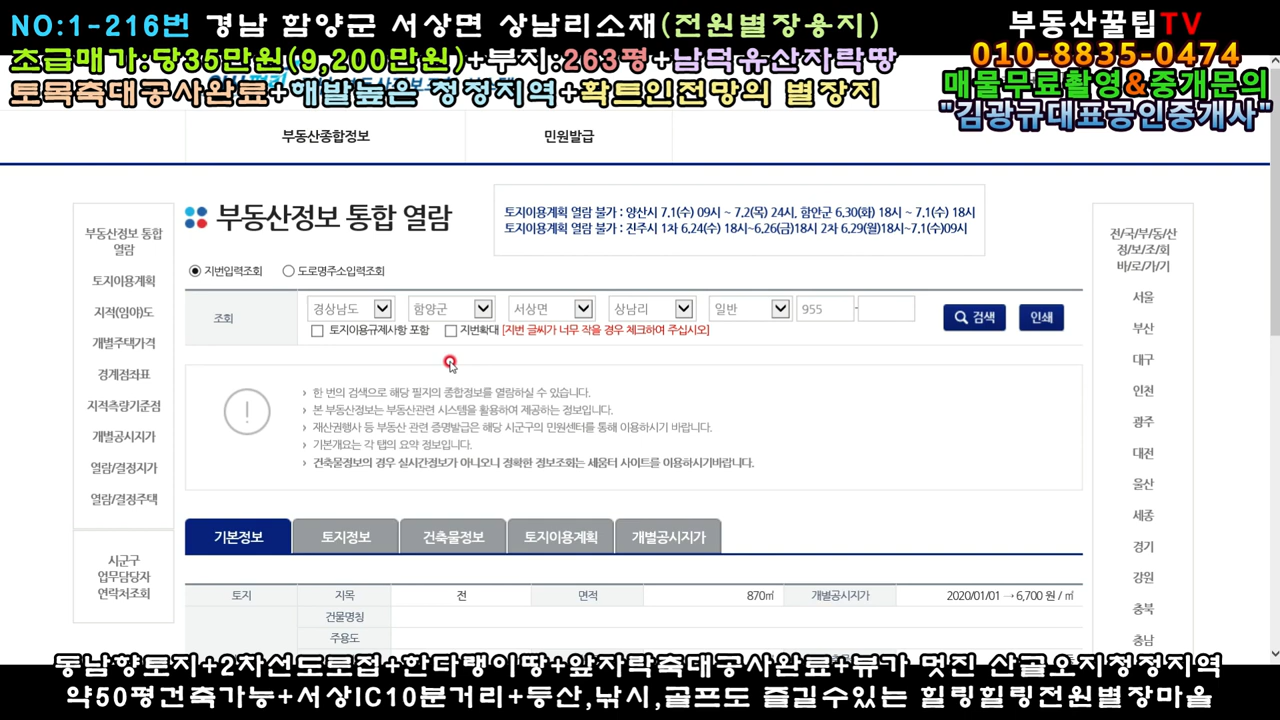 NO:1-216번 경남 함양군 서상면 상남리소재(전원별장용지)
초급매가:당35만원(9,200만원)+부지:263평+남덕유산자락땅
토목축대공사완료+해발높은 청정지역+확트인전망의 별장지
부동산꿀팁TV
010-8835-0474
매물무료촬영&중개문의
"김광규대표공인중개사"
부동산종합정보
민원발급
부동산정보 통합 열람
토지이용계획 열람 불가 : 양산시 7.1(수) 09시 ~ 7.2(목) 24시, 함안군 6.30(화) 18시 ~ 7.1(수) 18시
토지이용계획 열람 불가 : 진주시 1차 6.24(수) 18시~6.26(금)18시 2차 6.29(월)18시~7.1(수)09시
지번입력조회
도로명주소입력조회
조회
경상남도 함양군 서상면 상남리 일반 955 -
검색
인쇄
토지이용규제사항 포함
지번확대 [지번 글씨가 너무 작을 경우 체크하여 주십시오]
› 한 번의 검색으로 해당 필지의 종합정보를 열람하실 수 있습니다.
› 본 부동산정보는 부동산관련 시스템을 활용하여 제공하는 정보입니다.
› 재산권행사 등 부동산 관련 증명발급은 해당 시군구의 민원센터를 통해 이용하시기 바랍니다.
› 기본개요는 각 탭의 요약 정보입니다.
› 건축물정보의 경우 실시간정보가 아니오니 정확한 정보조회는 세움터 사이트를 이용하시기바랍니다.
기본정보
토지정보
건축물정보
토지이용계획
개별공시지가
토지 지목 전 면적 870㎡ 개별공시지가 2020/01/01 → 6,700 원 / ㎡
건물명칭
주용도
부동산정보 통합
열람
토지이용계획
지적(임야)도
개별주택가격
경계점좌표
지적측량기준점
개별공시지가
열람/결정지가
열람/결정주택
시군구
업무담당자
연락처조회
전/국/부/동/산
정/보/조/회
바/로/가/기
서울
부산
대구
인천
광주
대전
울산
세종
경기
강원
충북
충남
동남향토지+2차선도로접+한다랭이땅+앞자락축대공사완료+뷰가 멋진 산골오지청정지역
약50평건축가능+서상IC10분거리+등산,낚시,골프도 즐길수있는 힐링힐링전원별장마을